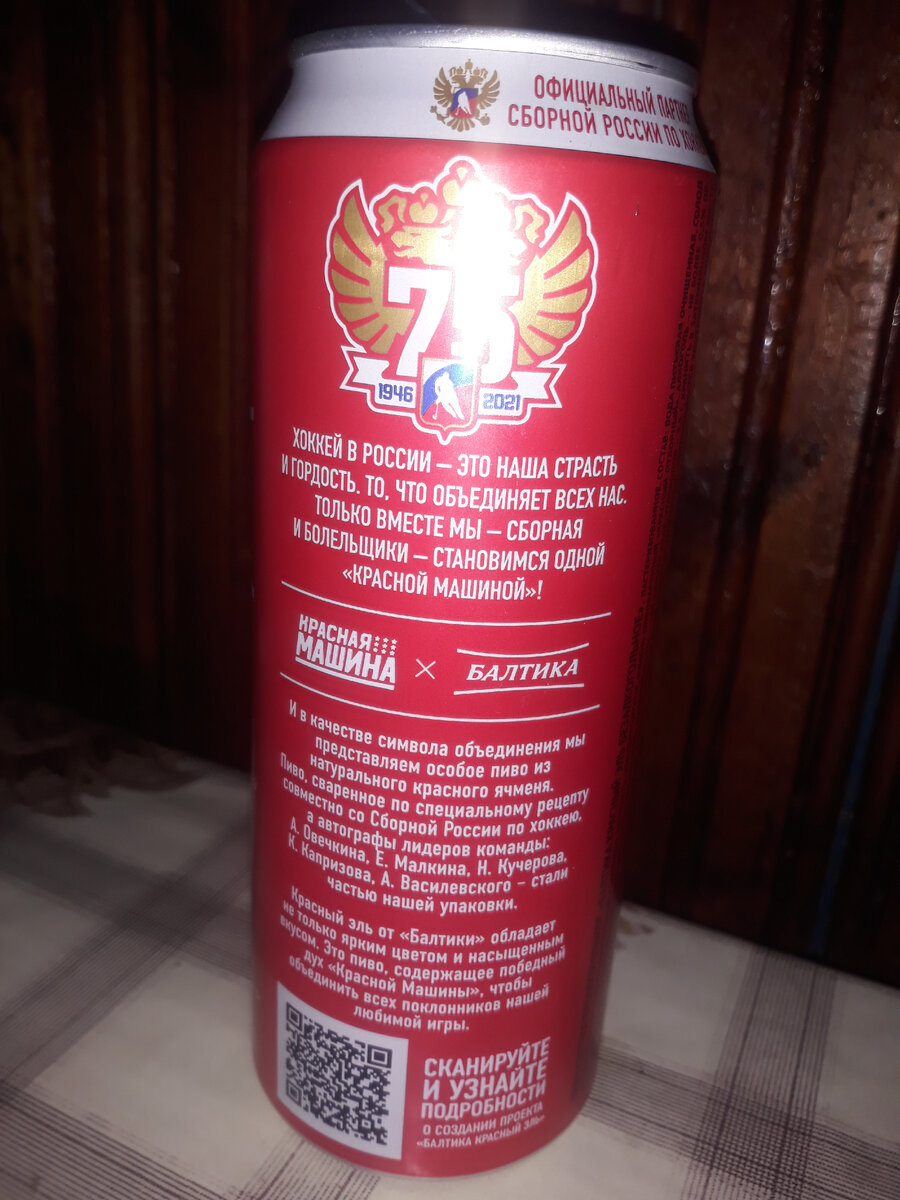 ОФИЦИАЛЬНЫЙ ПАРТНЕР
СБОРНОЙ РОССИИ ПО ХОК
75
1946 2021
ХОККЕЙ В РОССИИ – ЭТО НАША СТРАСТЬ
И ГОРДОСТЬ. ТО, ЧТО ОБЪЕДИНЯЕТ ВСЕХ НАС.
ТОЛЬКО ВМЕСТЕ МЫ – СБОРНАЯ
И БОЛЕЛЬЩИКИ – СТАНОВИМСЯ ОДНОЙ
«КРАСНОЙ МАШИНОЙ»!
КРАСНАЯ
МАШИНА × БАЛТИКА
И в качестве символа объединения мы
представляем особое пиво из
натурального красного ячменя.
Пиво, сваренное по специальному рецепту
совместно со Сборной России по хоккею,
а автографы лидеров команды:
А. Овечкина, Е. Малкина, Н. Кучерова,
К. Капризова, А. Василевского – стали
частью нашей упаковки.
Красный эль от «Балтики» обладает
не только ярким цветом и насыщенным
вкусом. Это пиво, содержащее победный
дух «Красной Машины», чтобы
объединить всех поклонников нашей
любимой игры.
СКАНИРУЙТЕ
И УЗНАЙТЕ
ПОДРОБНОСТИ
О СОЗДАНИИ ПРОЕКТА
«БАЛТИКА КРАСНЫЙ ЭЛЬ»